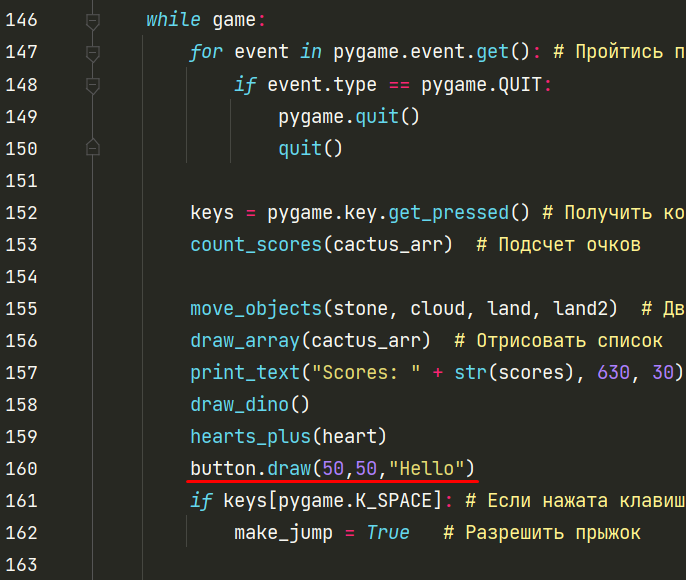 146 while game:
147 for event in pygame.event.get(): # Пройтись п
148 if event.type == pygame.QUIT:
149 pygame.quit()
150 quit()
151
152 keys = pygame.key.get_pressed() # Получить ко
153 count_scores(cactus_arr)  # Подсчет очков
154
155 move_objects(stone, cloud, land, land2)  # Дв
156 draw_array(cactus_arr)  # Отрисовать список
157 print_text("Scores: " + str(scores), 630, 30)
158 draw_dino()
159 hearts_plus(heart)
160 button.draw(50,50,"Hello")
161 if keys[pygame.K_SPACE]: # Если нажата клавиш
162 make_jump = True   # Разрешить прыжок
163